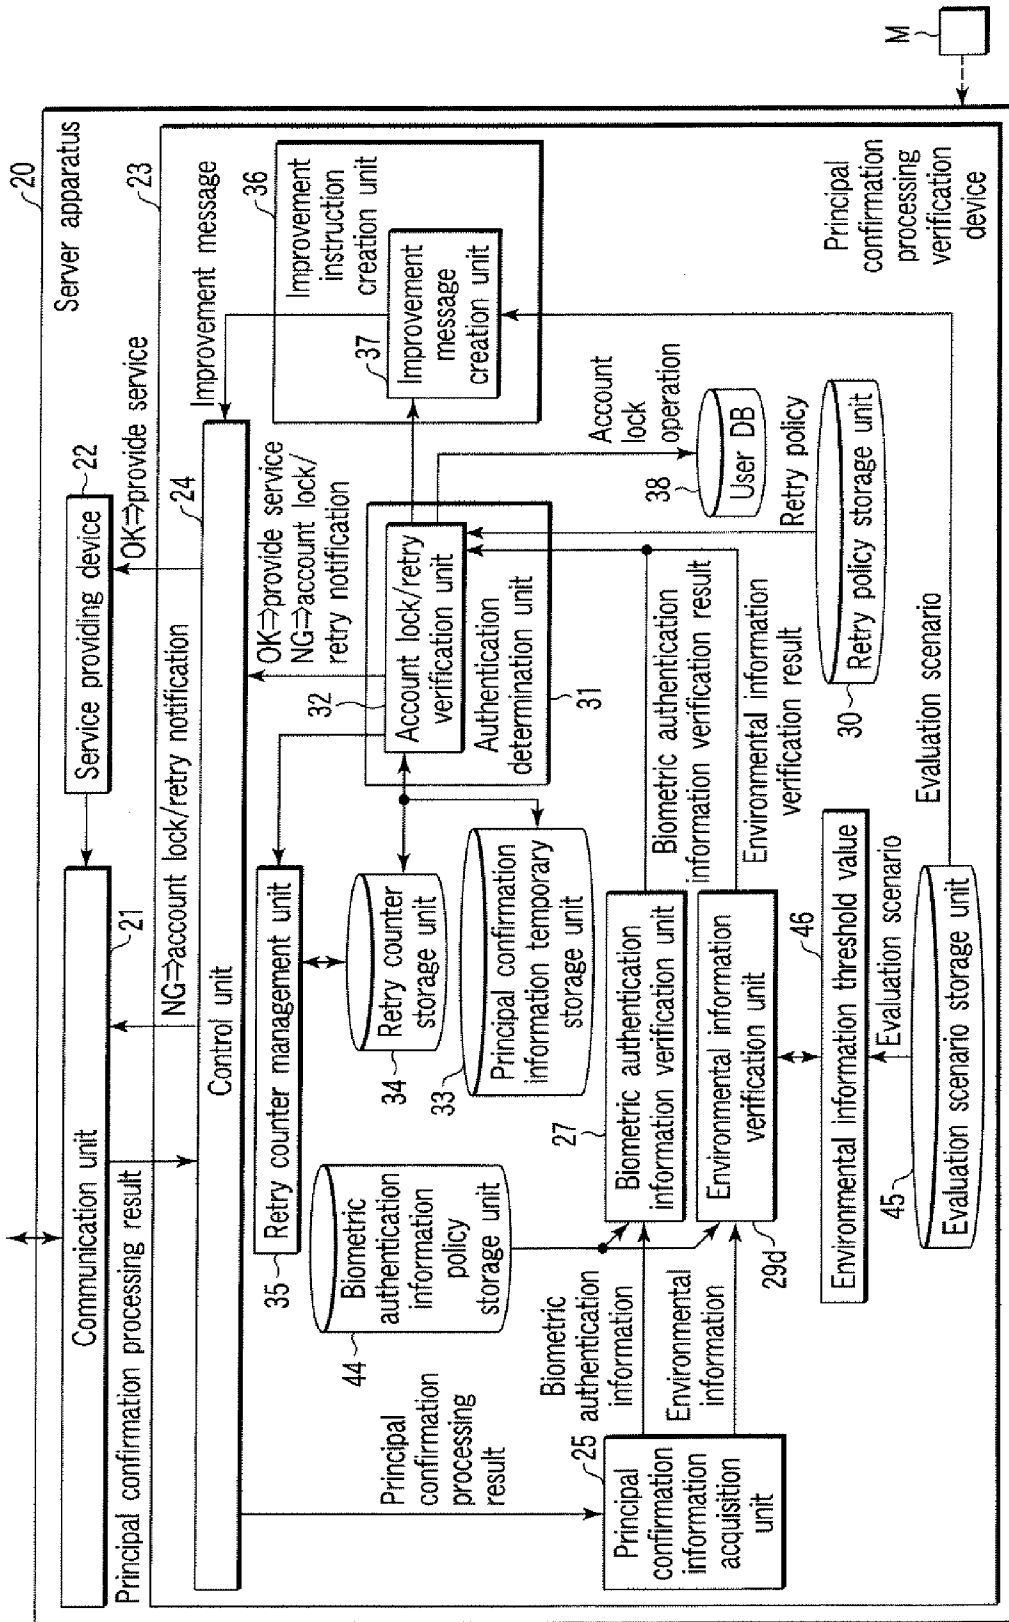 20
Server apparatus
Communication unit
21
Service providing device
22
OK⇒provide service
Principal confirmation processing result
NG⇒account lock/retry notification
23
Control unit
24
Improvement message
35
Retry counter management unit
OK⇒provide service
NG⇒account lock/
retry notification
36
Improvement
instruction
creation unit
37
Improvement
message
creation unit
Principal
confirmation
processing
result
44
Biometric
authentication
information
policy
storage unit
34
Retry counter
storage unit
33
Principal confirmation
information temporary
storage unit
32
Account lock/retry
verification unit
Authentication
determination unit
31
Account
lock
operation
38
User DB
25
Principal
confirmation
information
acquisition
unit
Biometric
authentication
information
Environmental
information
27
Biometric authentication
information verification unit
Environmental information
verification unit
29d
Biometric authentication
information verification result
Environmental information
verification result
Retry policy
30
Retry policy storage unit
Environmental information threshold value
46
Evaluation scenario
45
Evaluation scenario storage unit
Evaluation scenario
Principal
confirmation
processing
verification
device
M